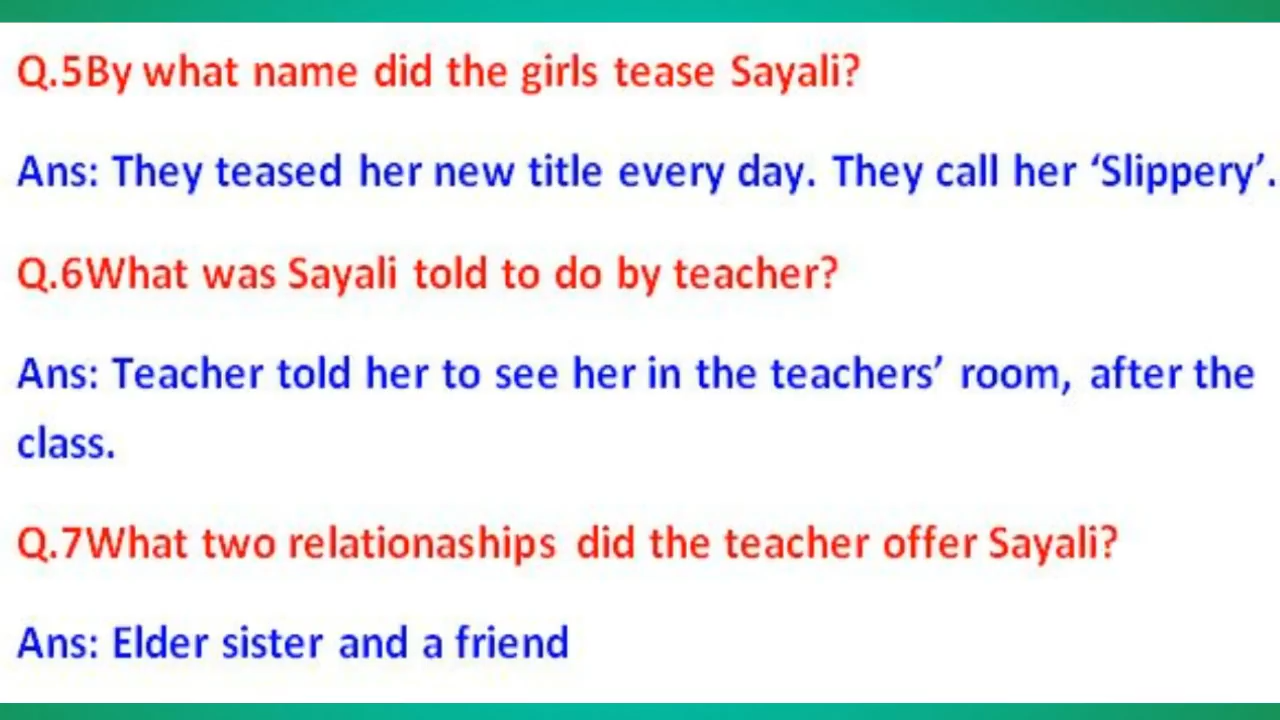 Q.5By what name did the girls tease Sayali?
Ans: They teased her new title every day. They call her ‘Slippery’.
Q.6What was Sayali told to do by teacher?
Ans: Teacher told her to see her in the teachers’ room, after the
class.
Q.7What two relationaships did the teacher offer Sayali?
Ans: Elder sister and a friend